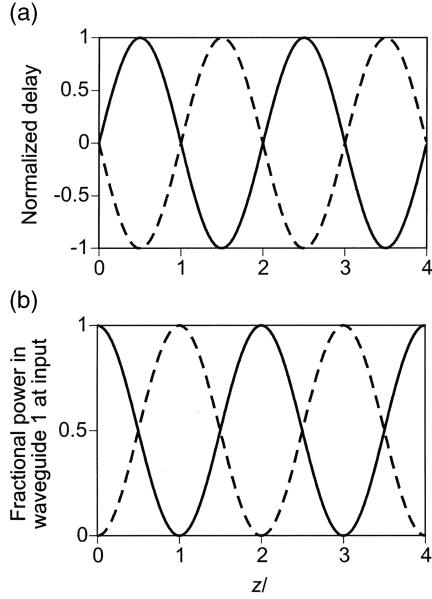 (a)
Normalized delay
1
0.5
0
-0.5
-1
0 1 2 3 4
(b)
Fractional power in
waveguide 1 at input
1
0.5
0
0 1 2 3 4
z/